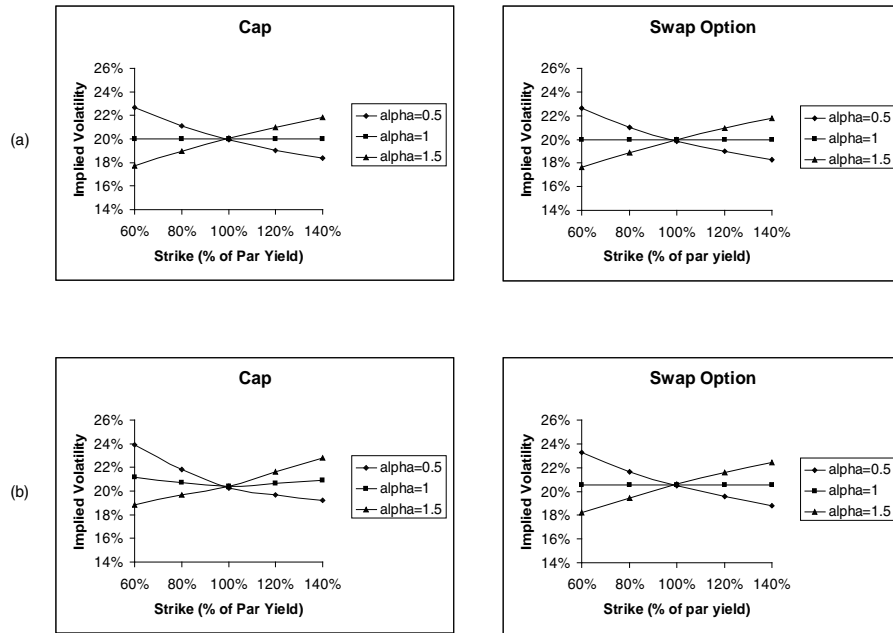 (a)
Cap
Implied Volatility
26%
24%
22%
20%
18%
16%
14%
60% 80% 100% 120% 140%
Strike (% of Par Yield)
alpha=0.5
alpha=1
alpha=1.5
Swap Option
Implied Volatility
26%
24%
22%
20%
18%
16%
14%
60% 80% 100% 120% 140%
Strike (% of par yield)
alpha=0.5
alpha=1
alpha=1.5
(b)
Cap
Implied Volatility
26%
24%
22%
20%
18%
16%
14%
60% 80% 100% 120% 140%
Strike (% of Par Yield)
alpha=0.5
alpha=1
alpha=1.5
Swap Option
Implied Volatility
26%
24%
22%
20%
18%
16%
14%
60% 80% 100% 120% 140%
Strike (% of par yield)
alpha=0.5
alpha=1
alpha=1.5